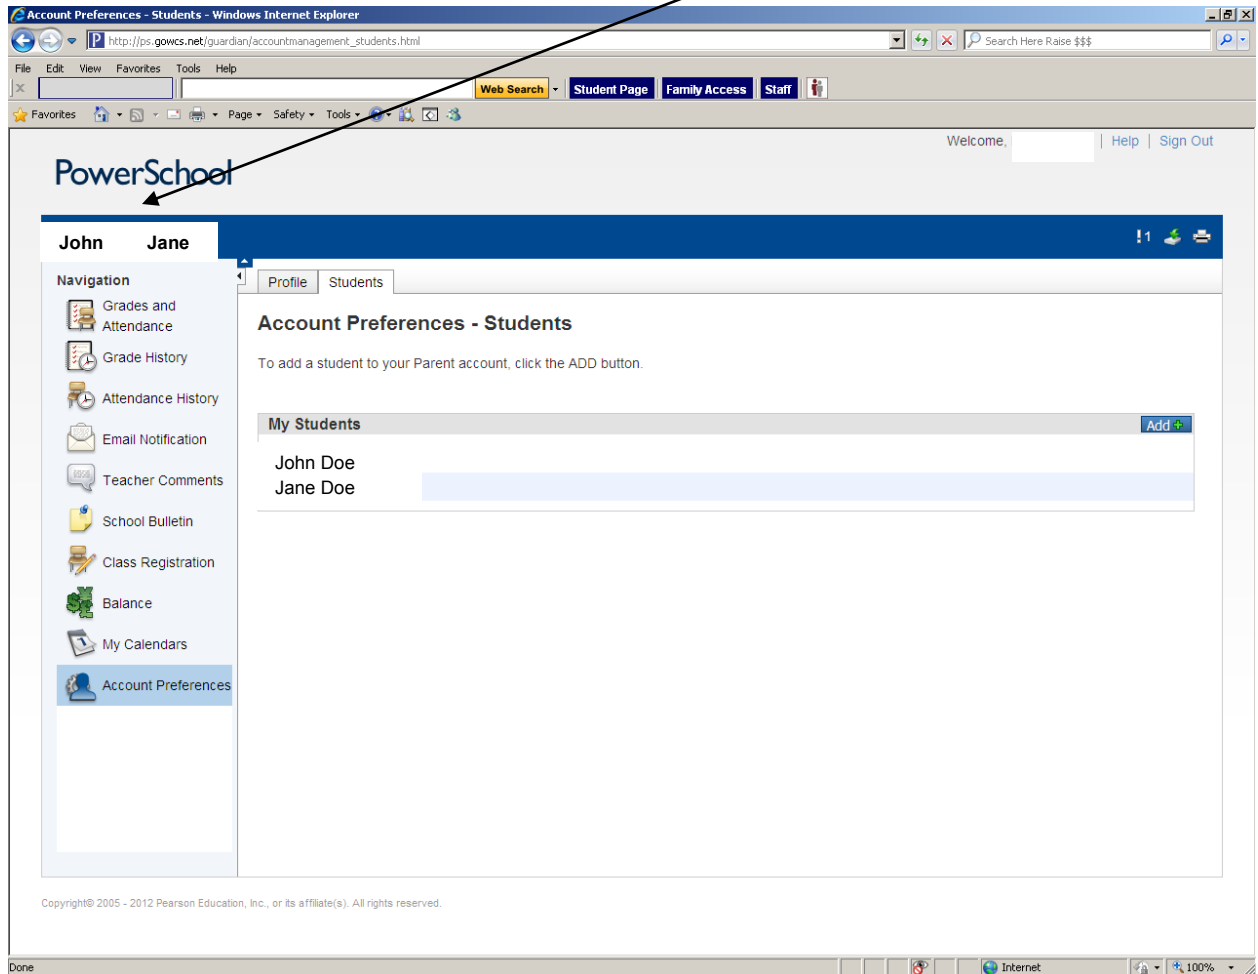 Account Preferences - Students - Windows Internet Explorer
http://ps.gowcs.net/guardian/accountmanagement_students.html
Search Here Raise $$$
File Edit View Favorites Tools Help
Web Search Student Page Family Access Staff
Favorites Page Safety Tools
Welcome, | Help | Sign Out
PowerSchool
John Jane
!1
Navigation
Grades and
Attendance
Grade History
Attendance History
Email Notification
Teacher Comments
School Bulletin
Class Registration
Balance
My Calendars
Account Preferences
Profile Students
Account Preferences - Students
To add a student to your Parent account, click the ADD button.
My Students Add
John Doe
Jane Doe
Copyright© 2005 - 2012 Pearson Education, Inc., or its affiliate(s). All rights reserved.
Done Internet 100%